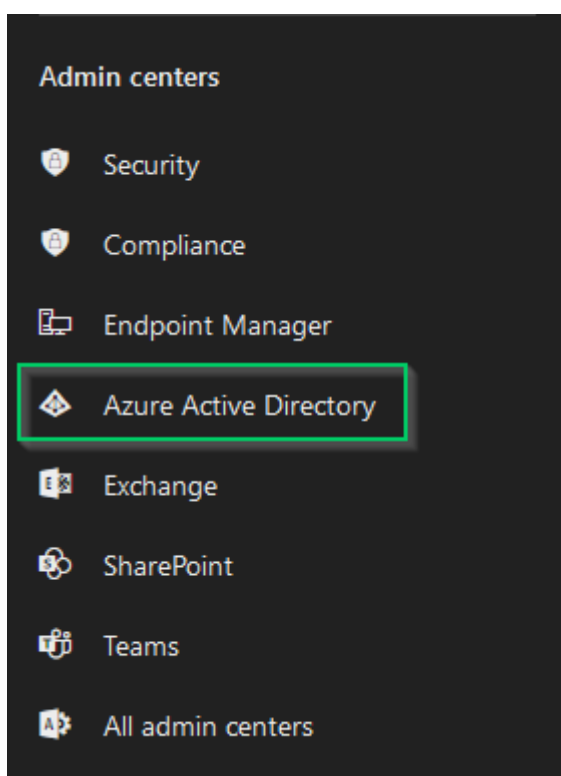 Admin centers
Security
Compliance
Endpoint Manager
Azure Active Directory
Exchange
SharePoint
Teams
All admin centers